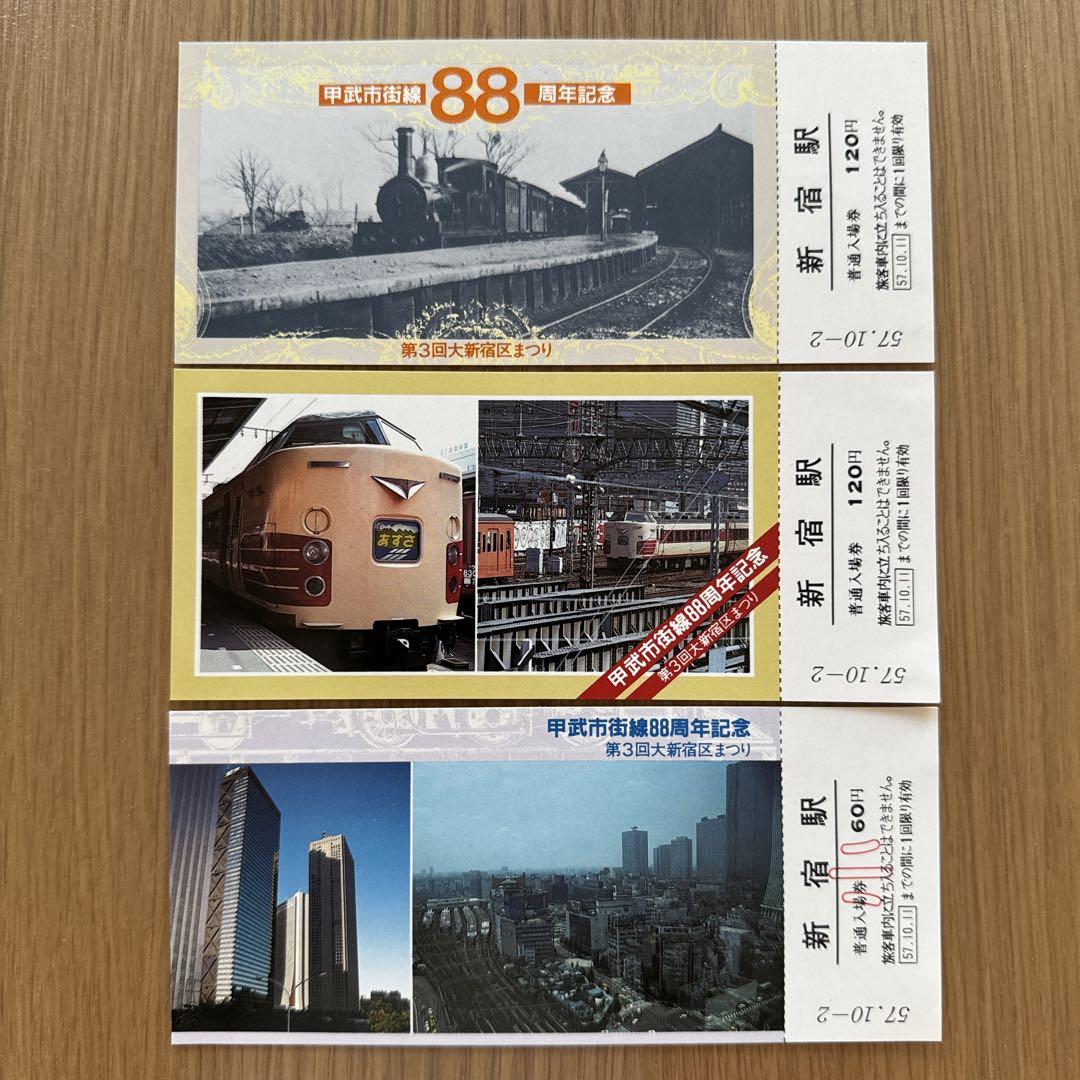 甲武市街線88周年記念
第3回大新宿区まつり
新宿駅
普通入場券 120円
旅客車内に立ち入ることはできません。
57.10.11までの間に1回限り有効
57.10-2
あすさ
甲武市街線88周年記念
第3回大新宿区まつり
新宿駅
普通入場券 120円
旅客車内に立ち入ることはできません。
57.10.11までの間に1回限り有効
57.10-2
甲武市街線88周年記念
第3回大新宿区まつり
新宿駅
普通入場券 60円
小
旅客車内に立ち入ることはできません。
57.10.11までの間に1回限り有効
57.10-2